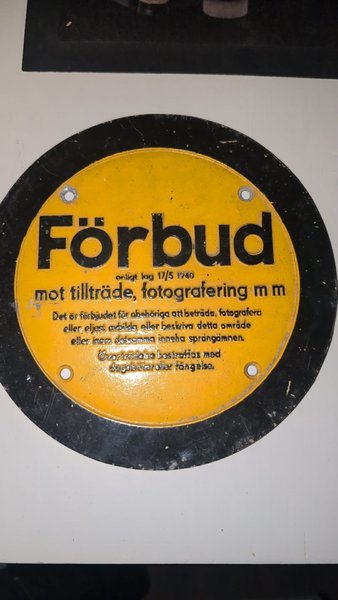 Förbud
enligt lag 17/5 1940
mot tillträde, fotografering m m
Det är förbjudet för obehöriga att beträda, fotografera
eller eljest avbilda eller beskriva detta område
eller inom detsamma inneha sprängämnen.
Överträdelse bestraffas med
dagsböter eller fängelse.